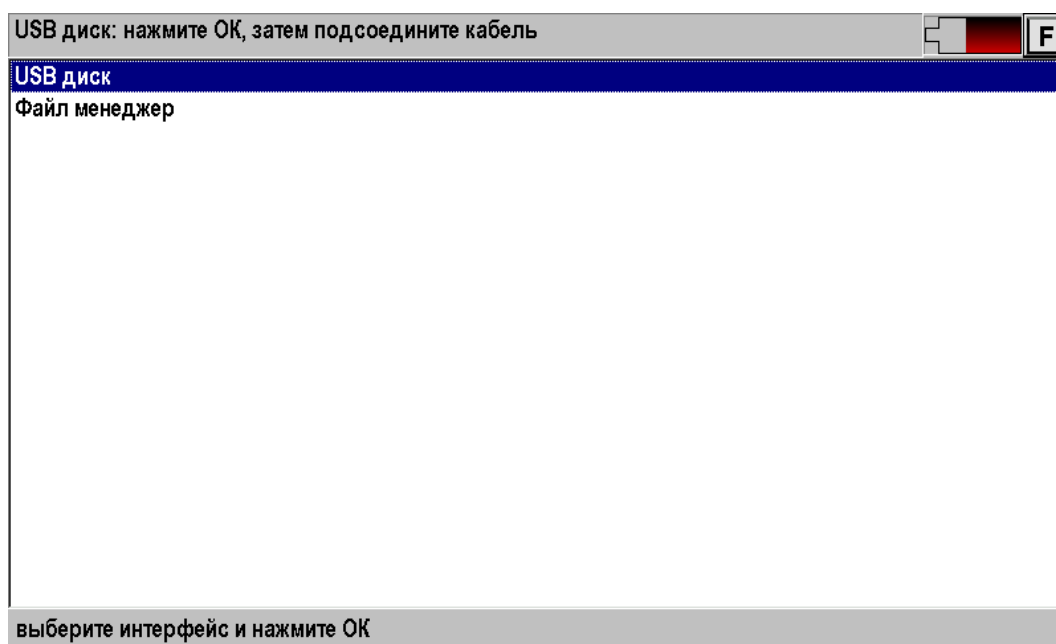 USB диск: нажмите ОК, затем подсоедините кабель
F
USB диск
Файл менеджер
выберите интерфейс и нажмите ОК